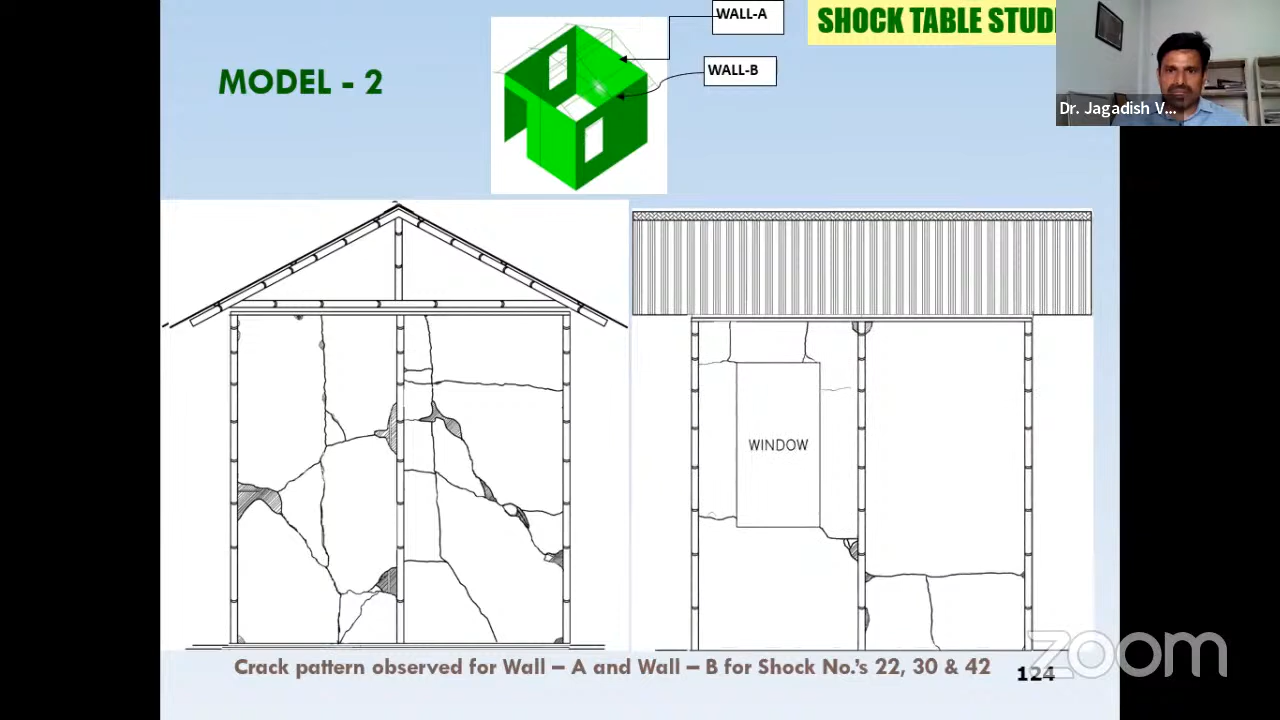 WALL-A
SHOCK TABLE STUD
WALL-B
MODEL - 2
Dr. Jagadish V...
WINDOW
Crack pattern observed for Wall – A and Wall – B for Shock No.'s 22, 30 & 42
124
zoom